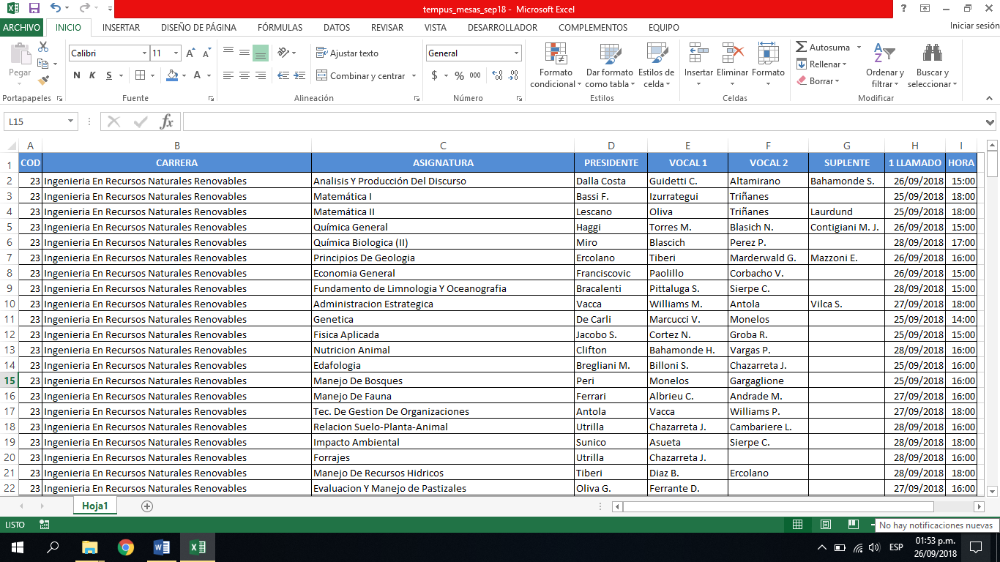 tempus_mesas_sep18 - Microsoft Excel
ARCHIVO INICIO INSERTAR DISEÑO DE PÁGINA FÓRMULAS DATOS REVISAR VISTA DESARROLLADOR COMPLEMENTOS EQUIPO Iniciar sesión
Calibri 11 Ajustar texto General Autosuma
Pegar Rellenar
N K S Combinar y centrar $ % 000 Formato condicional Dar formato como tabla Estilos de celda Insertar Eliminar Formato Borrar Ordenar y filtrar Buscar y seleccionar
Portapapeles Fuente Alineación Número Estilos Celdas Modificar
L15 fx
A B C D E F G H I
1 COD CARRERA ASIGNATURA PRESIDENTE VOCAL 1 VOCAL 2 SUPLENTE 1 LLAMADO HORA
2 23 Ingenieria En Recursos Naturales Renovables Analisis Y Producción Del Discurso Dalla Costa Guidetti C. Altamirano Bahamonde S. 26/09/2018 15:00
3 23 Ingenieria En Recursos Naturales Renovables Matemática I Bassi F. Izurrategui Triñanes 25/09/2018 18:00
4 23 Ingenieria En Recursos Naturales Renovables Matemática II Lescano Oliva Triñanes Laurdund 25/09/2018 18:00
5 23 Ingenieria En Recursos Naturales Renovables Química General Haggi Torres M. Blasich N. Contigiani M. J. 26/09/2018 15:00
6 23 Ingenieria En Recursos Naturales Renovables Química Biologica (II) Miro Blascich Perez P. 28/09/2018 17:00
7 23 Ingenieria En Recursos Naturales Renovables Principios De Geologia Ercolano Tiberi Marderwald G. Mazzoni E. 26/09/2018 16:00
8 23 Ingenieria En Recursos Naturales Renovables Economia General Franciscovic Paolillo Corbacho V. 26/09/2018 15:00
9 23 Ingenieria En Recursos Naturales Renovables Fundamento de Limnologia Y Oceanografia Bracalenti Pittaluga S. Sierpe C. 28/09/2018 15:00
10 23 Ingenieria En Recursos Naturales Renovables Administracion Estrategica Vacca Williams M. Antola Vilca S. 27/09/2018 18:00
11 23 Ingenieria En Recursos Naturales Renovables Genetica De Carli Marcucci V. Monelos 25/09/2018 14:00
12 23 Ingenieria En Recursos Naturales Renovables Fisica Aplicada Jacobo S. Cortez N. Groba R. 25/09/2018 15:00
13 23 Ingenieria En Recursos Naturales Renovables Nutricion Animal Clifton Bahamonde H. Vargas P. 28/09/2018 16:00
14 23 Ingenieria En Recursos Naturales Renovables Edafologia Bregliani M. Billoni S. Chazarreta J. 25/09/2018 16:00
15 23 Ingenieria En Recursos Naturales Renovables Manejo De Bosques Peri Monelos Gargaglione 25/09/2018 16:00
16 23 Ingenieria En Recursos Naturales Renovables Manejo De Fauna Ferrari Albrieu C. Andrade M. 27/09/2018 16:00
17 23 Ingenieria En Recursos Naturales Renovables Tec. De Gestion De Organizaciones Antola Vacca Williams P. 27/09/2018 18:00
18 23 Ingenieria En Recursos Naturales Renovables Relacion Suelo-Planta-Animal Utrilla Chazarreta J. Cambariere L. 28/09/2018 16:00
19 23 Ingenieria En Recursos Naturales Renovables Impacto Ambiental Sunico Asueta Sierpe C. 28/09/2018 18:00
20 23 Ingenieria En Recursos Naturales Renovables Forrajes Utrilla Chazarreta J. 28/09/2018 16:00
21 23 Ingenieria En Recursos Naturales Renovables Manejo De Recursos Hidricos Tiberi Diaz B. Ercolano 28/09/2018 18:00
22 23 Ingenieria En Recursos Naturales Renovables Evaluacion Y Manejo de Pastizales Oliva G. Ferrante D. 27/09/2018 16:00
Hoja1
LISTO No hay notificaciones nuevas
ESP 01:53 p.m.
26/09/2018